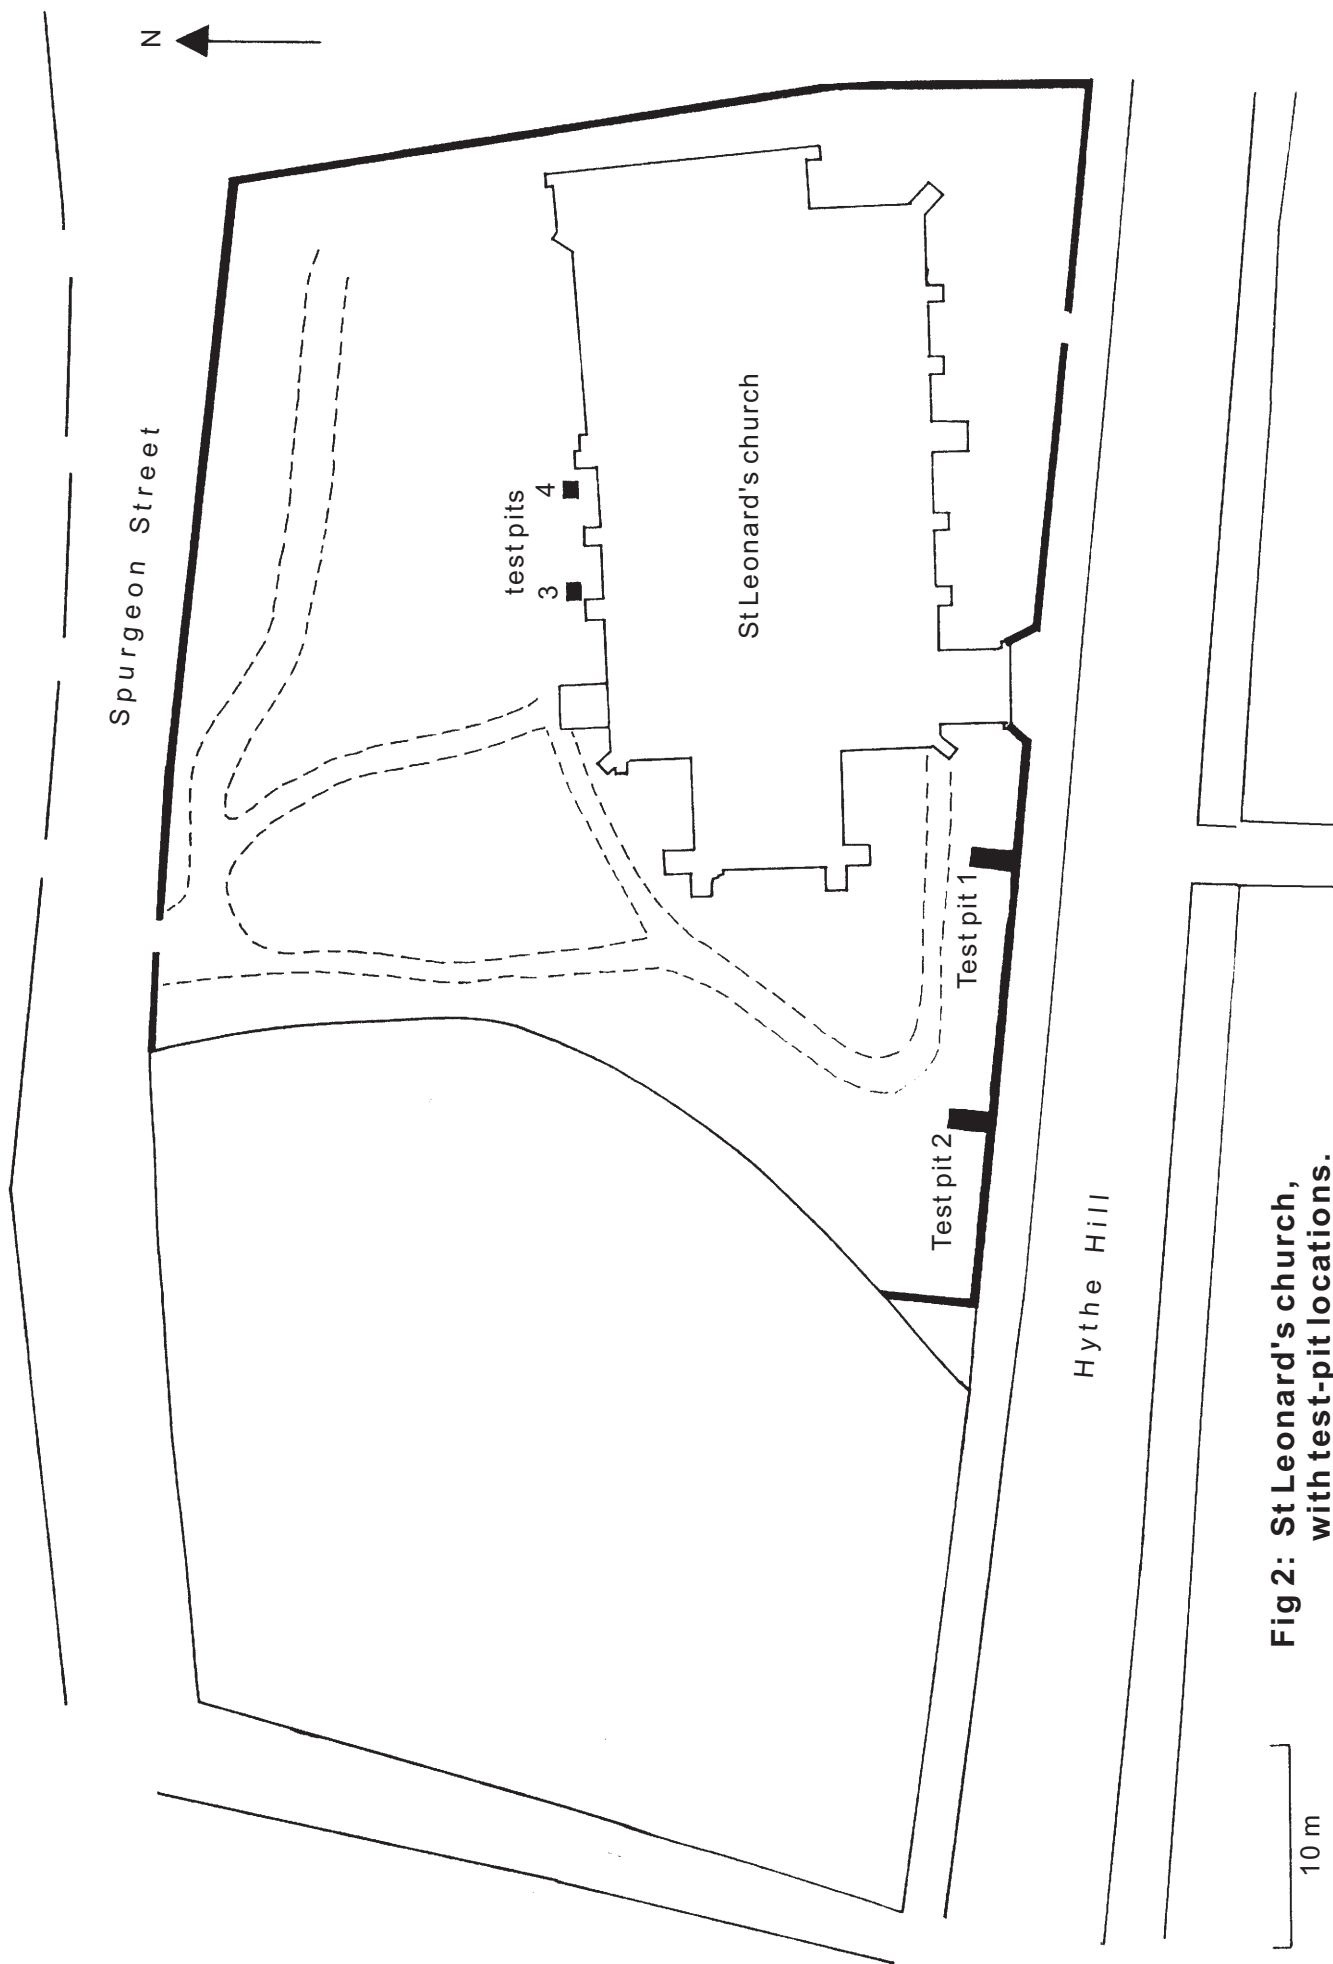 N
Spurgeon Street
test pits
3
4
St Leonard's church
Test pit 1
Test pit 2
Hythe Hill
10 m
Fig 2: St Leonard's church,
with test-pit locations.